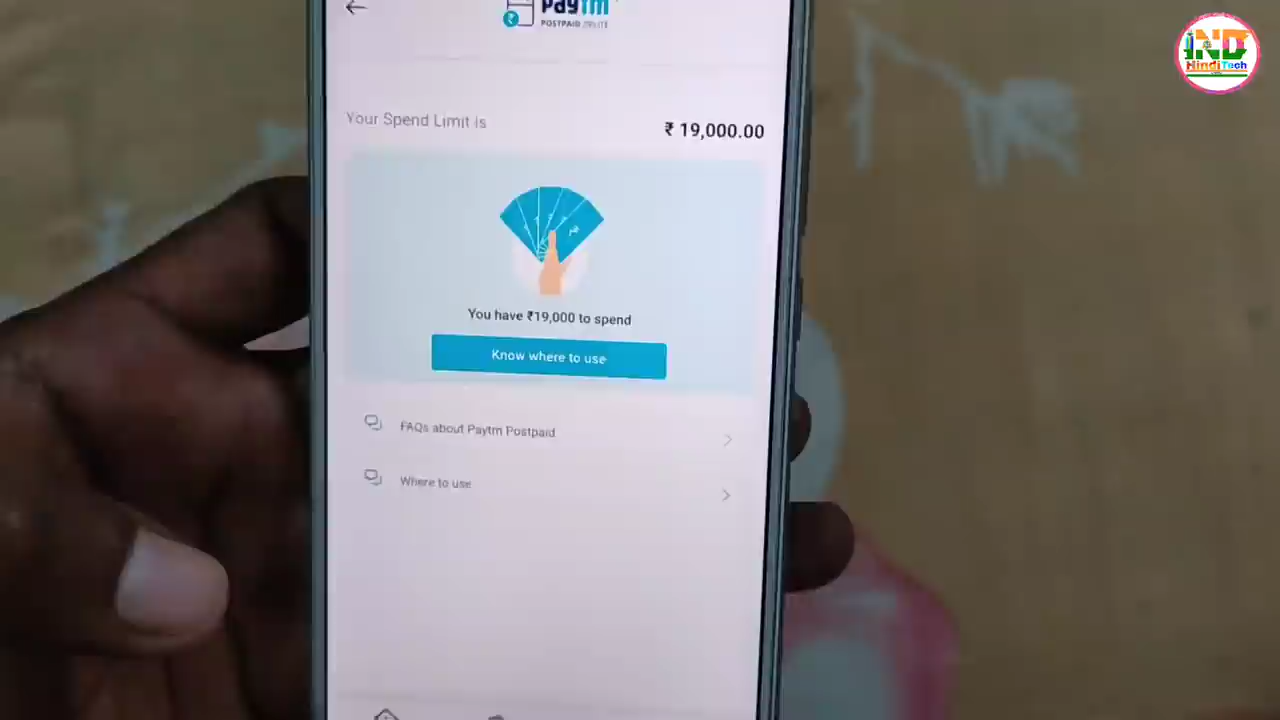 Paytm
POSTPAID
Your Spend Limit is
₹ 19,000.00
You have ₹19,000 to spend
Know where to use
FAQs about Paytm Postpaid
Where to use
IND
HindiTech